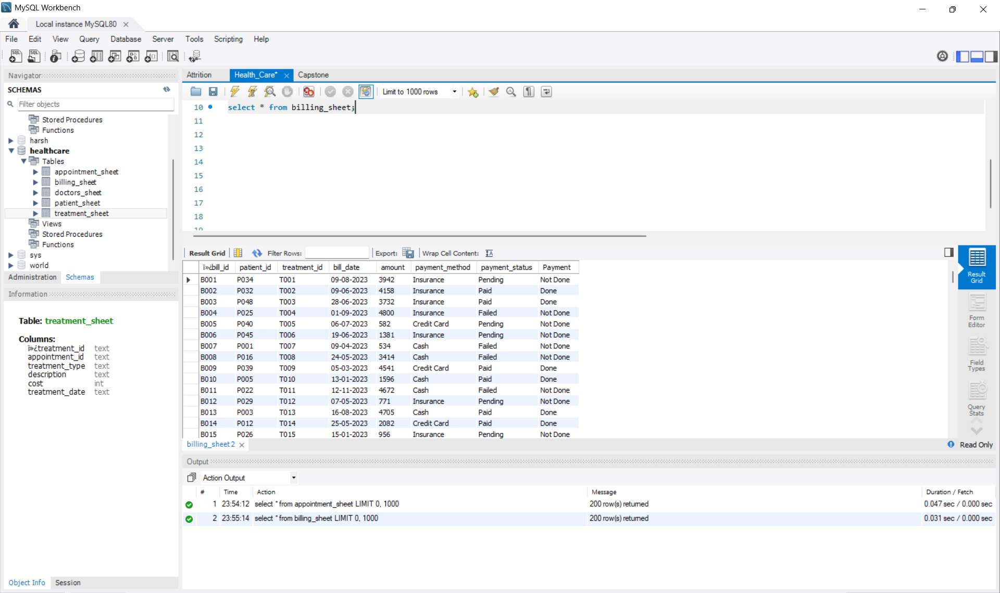 MySQL Workbench
Local instance MySQL80
File Edit View Query Database Server Tools Scripting Help
Navigator
SCHEMAS
Filter objects
Stored Procedures
Functions
harsh
healthcare
Tables
appointment_sheet
billing_sheet
doctors_sheet
patient_sheet
treatment_sheet
Views
Stored Procedures
Functions
sys
world
Administration Schemas
Information
Table: treatment_sheet
Columns:
ï»¿treatment_id text
appointment_id text
treatment_type text
description text
cost int
treatment_date text
Object Info Session
Attrition Health_Care* Capstone
Limit to 1000 rows
10 select * from billing_sheet;
11
12
13
14
15
16
17
18
19
Result Grid Filter Rows: Export: Wrap Cell Content:
ï»¿bill_id patient_id treatment_id bill_date amount payment_method payment_status Payment
B001 P034 T001 09-08-2023 3942 Insurance Pending Not Done
B002 P032 T002 09-06-2023 4158 Insurance Paid Done
B003 P048 T003 28-06-2023 3732 Insurance Paid Done
B004 P025 T004 01-09-2023 4800 Insurance Failed Not Done
B005 P040 T005 06-07-2023 582 Credit Card Pending Not Done
B006 P045 T006 19-06-2023 1381 Insurance Pending Not Done
B007 P001 T007 09-04-2023 534 Cash Failed Not Done
B008 P016 T008 24-05-2023 3414 Cash Failed Not Done
B009 P039 T009 05-03-2023 4541 Credit Card Paid Done
B010 P005 T010 13-01-2023 1596 Cash Paid Done
B011 P022 T011 12-11-2023 4672 Cash Failed Not Done
B012 P029 T012 07-05-2023 771 Insurance Pending Not Done
B013 P003 T013 16-08-2023 4705 Cash Paid Done
B014 P012 T014 25-05-2023 2082 Credit Card Paid Done
B015 P026 T015 15-01-2023 956 Insurance Pending Not Done
Result
Grid
Form
Editor
Field
Types
Query
Stats
billing_sheet 2
Read Only
Output
Action Output
# Time Action Message Duration / Fetch
1 23:54:12 select * from appointment_sheet LIMIT 0, 1000 200 row(s) returned 0.047 sec / 0.000 sec
2 23:55:14 select * from billing_sheet LIMIT 0, 1000 200 row(s) returned 0.031 sec / 0.000 sec